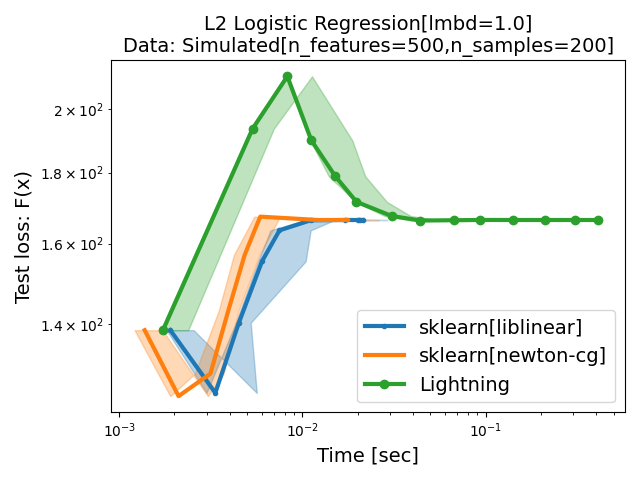 L2 Logistic Regression[lmbd=1.0]
Data: Simulated[n_features=500,n_samples=200]
Test loss: F(x)
2 × 10²
1.8 × 10²
1.6 × 10²
1.4 × 10²
sklearn[liblinear]
sklearn[newton-cg]
Lightning
10⁻³
10⁻²
10⁻¹
Time [sec]